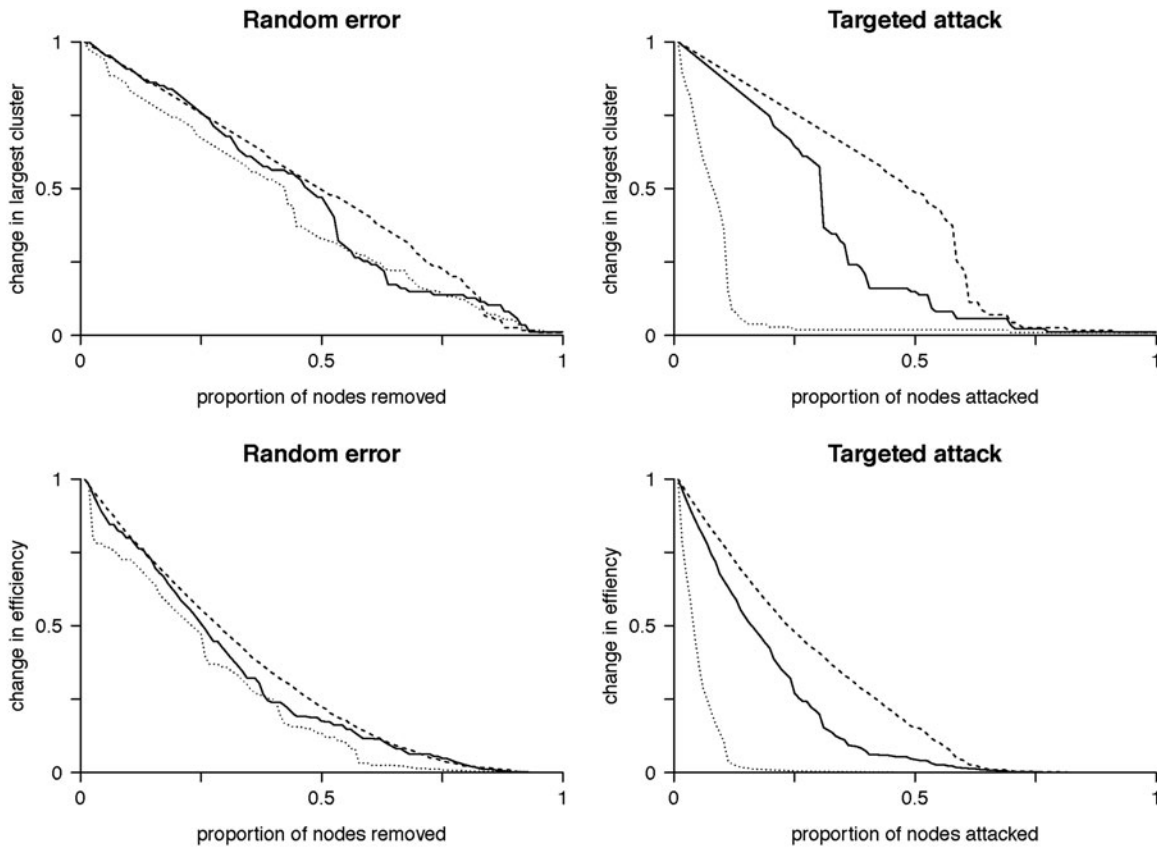 Random error
1
0.5
0
change in largest cluster
0
0.5
1
proportion of nodes removed
Targeted attack
1
0.5
0
change in largest cluster
0
0.5
1
proportion of nodes attacked
Random error
1
0.5
0
change in efficiency
0
0.5
1
proportion of nodes removed
Targeted attack
1
0.5
0
change in effiency
0
0.5
1
proportion of nodes attacked